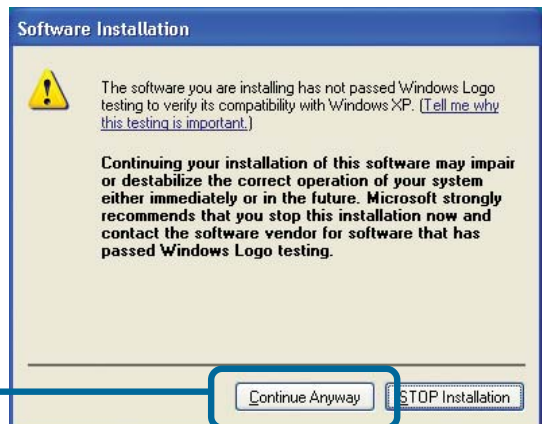 Software Installation
The software you are installing has not passed Windows Logo
testing to verify its compatibility with Windows XP. (Tell me why
this testing is important.)
Continuing your installation of this software may impair
or destabilize the correct operation of your system
either immediately or in the future. Microsoft strongly
recommends that you stop this installation now and
contact the software vendor for software that has
passed Windows Logo testing.
Continue Anyway STOP Installation